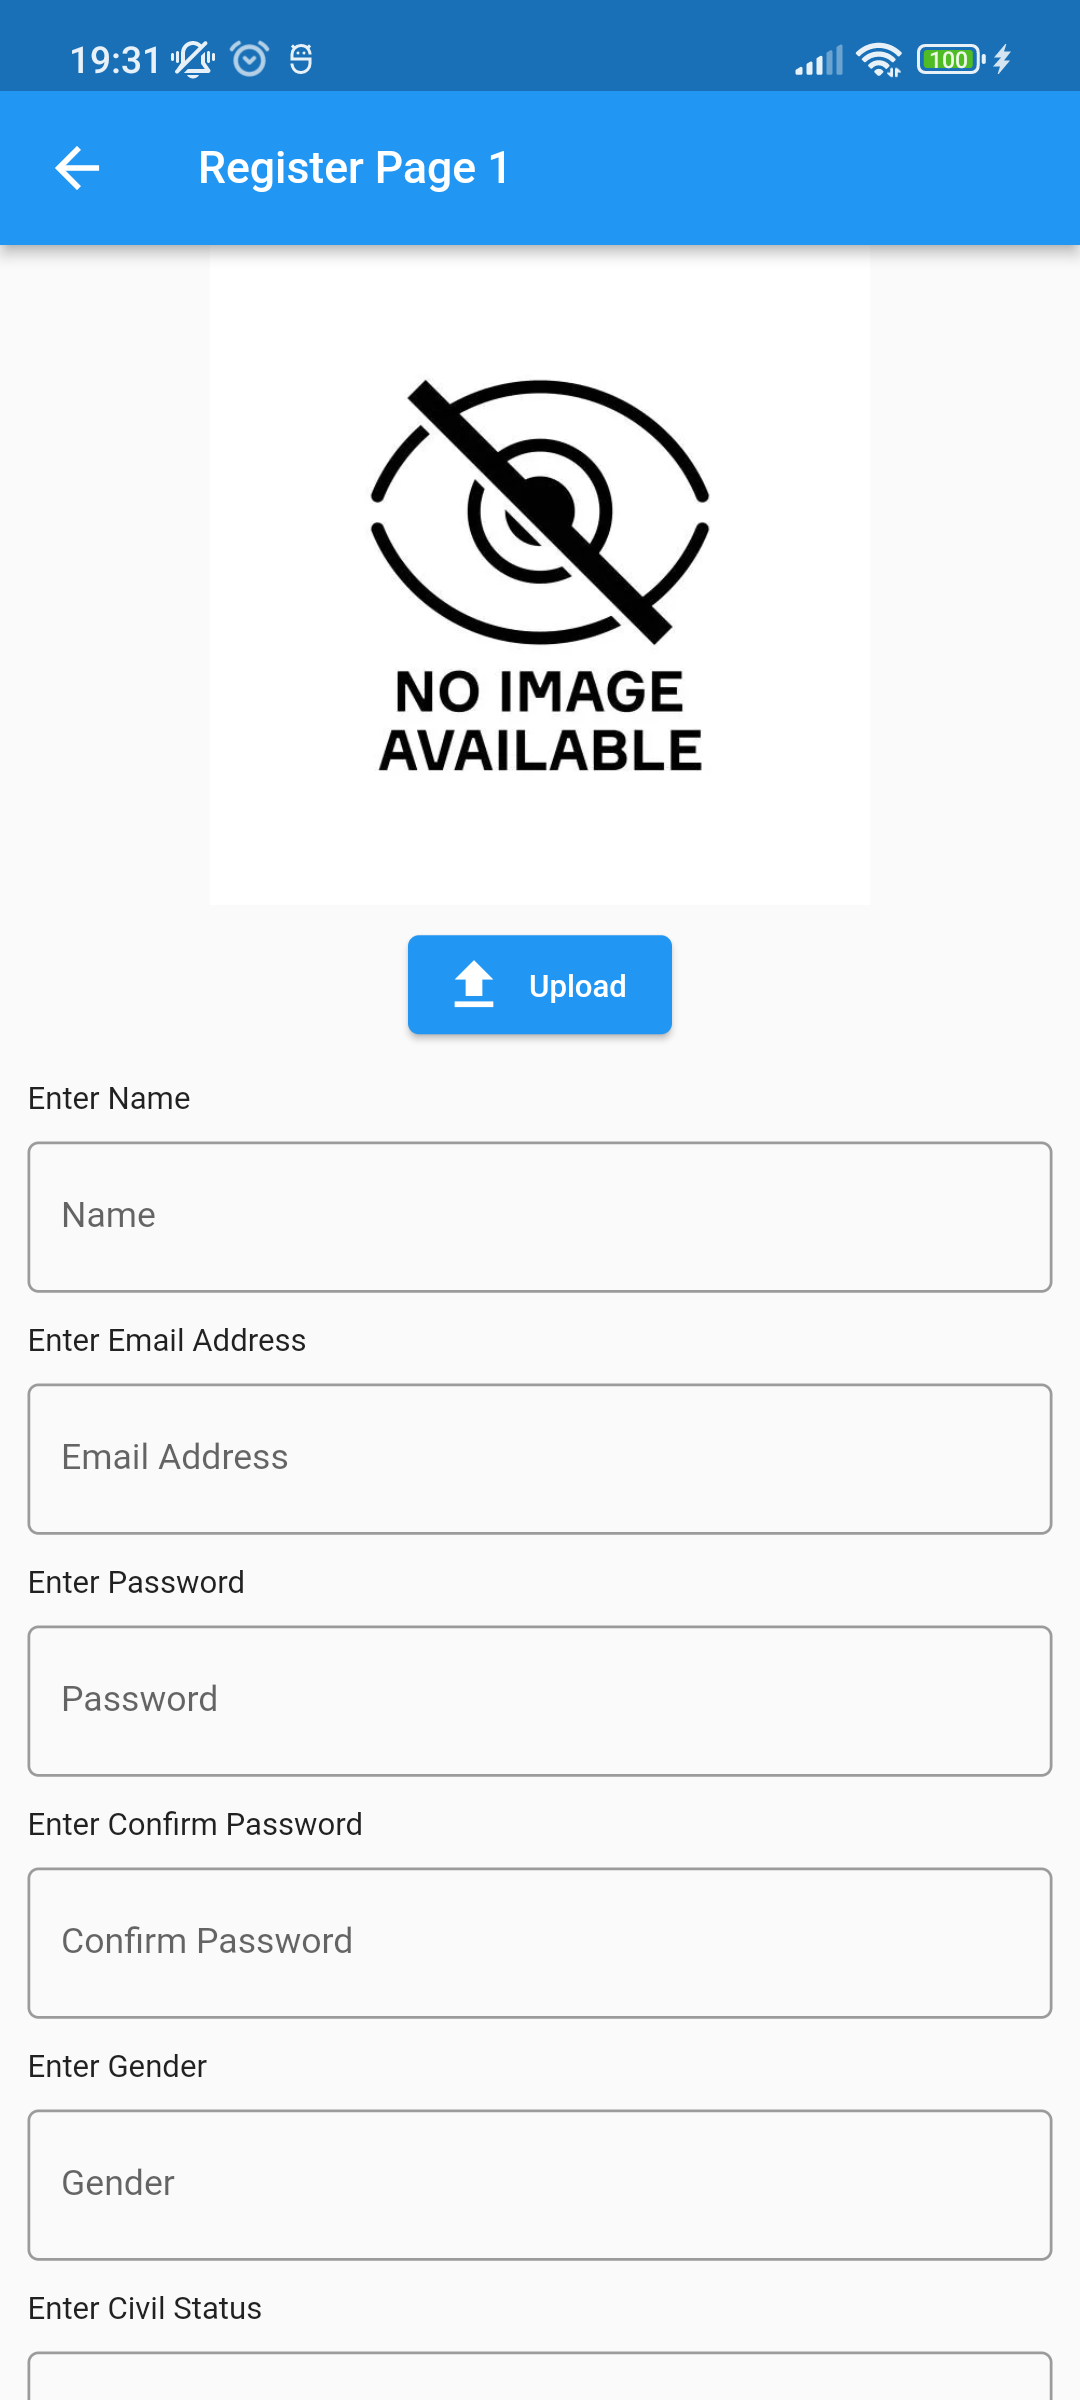 19:31
100
Register Page 1
NO IMAGE
AVAILABLE
Upload
Enter Name
Name
Enter Email Address
Email Address
Enter Password
Password
Enter Confirm Password
Confirm Password
Enter Gender
Gender
Enter Civil Status